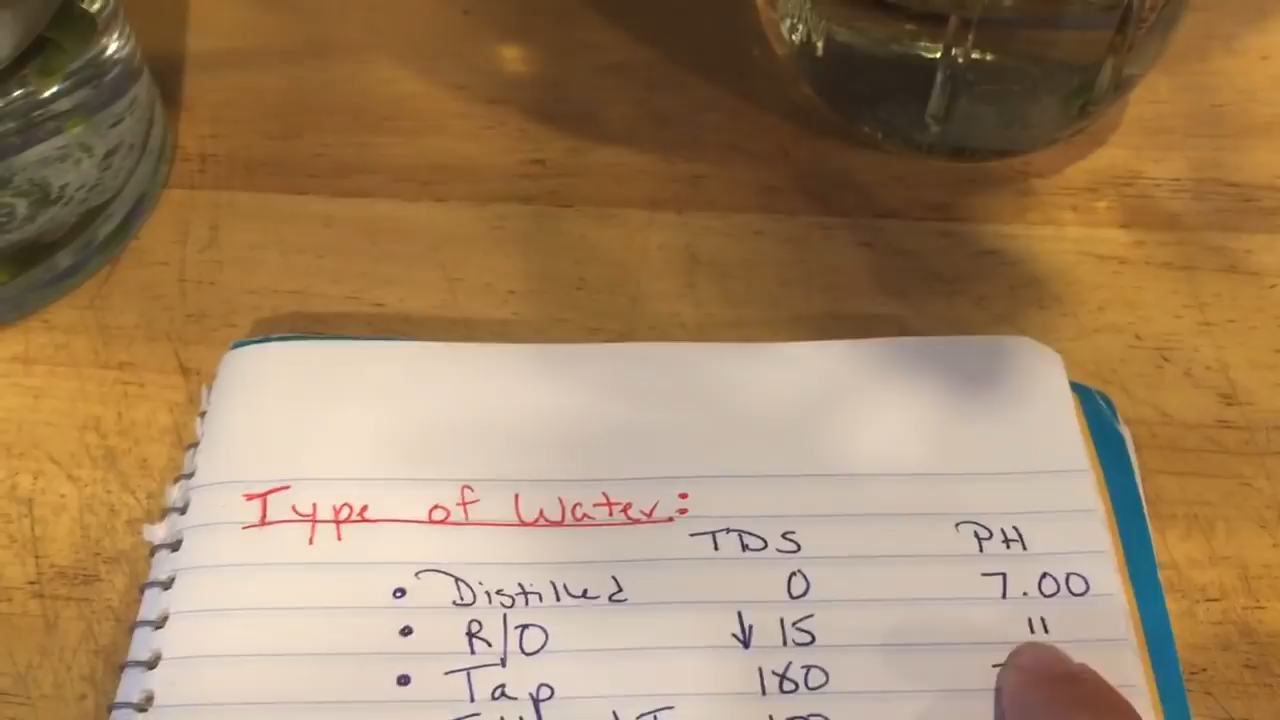 Type of Water:
TDS PH
• Distilled 0 7.00
• R/O ↓ 15 "
• Tap 180